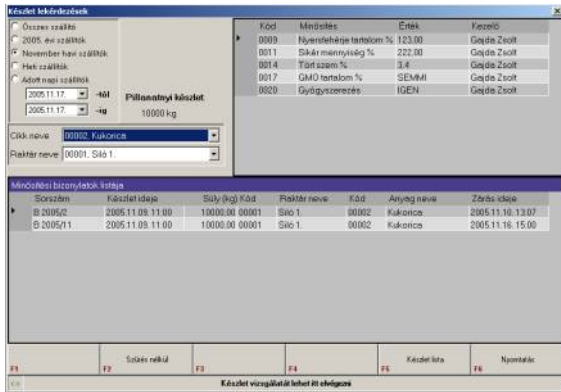 Készlet lekérdezések
Összes szállító
2005. évi szállítók
November havi szállítók
Heti szállítók
Adott napi szállítók
2005.11.17. -tól
2005.11.17. -ig
Pillanatnyi készlet
10000 kg
Cikk neve 00002, Kukorica
Raktár neve 00001, Siló 1.
Kód Minősítés Érték Kezelő
0009 Nyersfehérje tartalom % 123,00 Gajda Zsolt
0011 Sikér mennyiség % 222,00 Gajda Zsolt
0014 Tört szem % 3,4 Gajda Zsolt
0017 GMO tartalom % SEMMI Gajda Zsolt
0020 Gyógyszerezés IGEN Gajda Zsolt
Minősítési bizonylatok listája
Sorszám Készlet ideje Súly (kg) Kód Raktár neve Kód Anyag neve Zárás ideje
B 2005/2 2005.11.09. 11:00 10000,00 00001 Siló 1. 00002 Kukorica 2005.11.10. 13:07
B 2005/11 2005.11.09. 11:00 10000,00 00001 Siló 1. 00002 Kukorica 2005.11.16. 15:00
F1
F2 Szűrés nélkül
F3
F4
F5 Készlet lista
F6 Nyomtatás
Készlet vizsgálatát lehet itt elvégezni